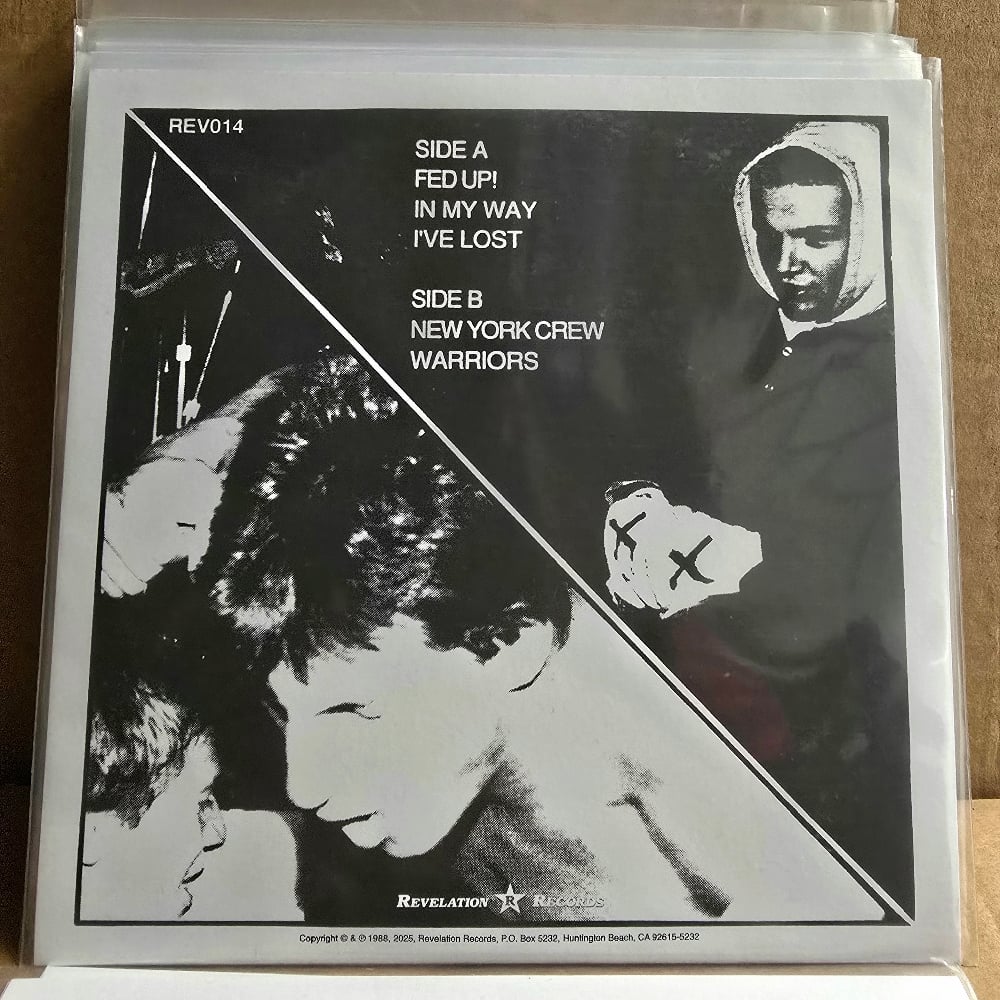 REV014
SIDE A
FED UP!
IN MY WAY
I'VE LOST
SIDE B
NEW YORK CREW
WARRIORS
X X
REVELATION R RECORDS
Copyright © & ℗ 1988, 2025, Revelation Records, P.O. Box 5232, Huntington Beach, CA 92615-5232